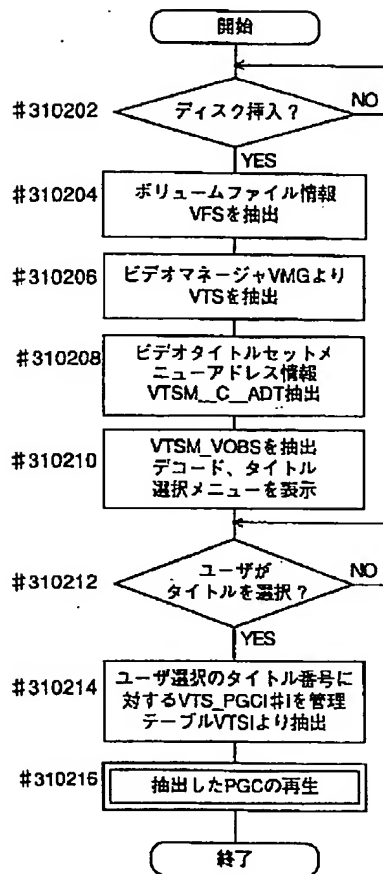 開始
#310202
ディスク挿入？
NO
YES
#310204
ボリュームファイル情報
VFSを抽出
#310206
ビデオマネージャVMGより
VTSを抽出
#310208
ビデオタイトルセットメ
ニューアドレス情報
VTSM__C__ADT抽出
#310210
VTSM_VOBSを抽出
デコード、タイトル
選択メニューを表示
#310212
ユーザが
タイトルを選択？
NO
YES
#310214
ユーザ選択のタイトル番号に
対するVTS_PGCI#Iを管理
テーブルVTSIより抽出
#310216
抽出したPGCの再生
終了